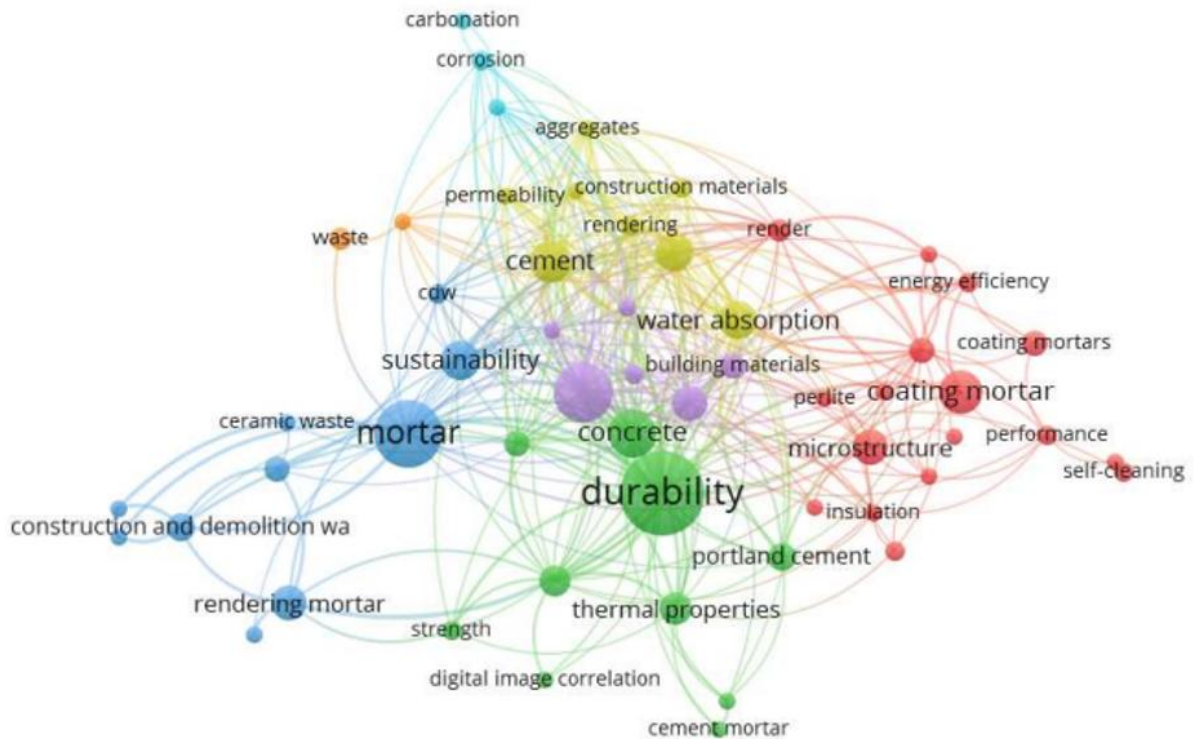 carbonation
corrosion
aggregates
permeability
construction materials
rendering
render
waste
cement
energy efficiency
cdw
water absorption
coating mortars
sustainability
building materials
perlite
coating mortar
ceramic waste
mortar
concrete
microstructure
performance
self-cleaning
durability
insulation
construction and demolition wa
portland cement
rendering mortar
thermal properties
strength
digital image correlation
cement mortar